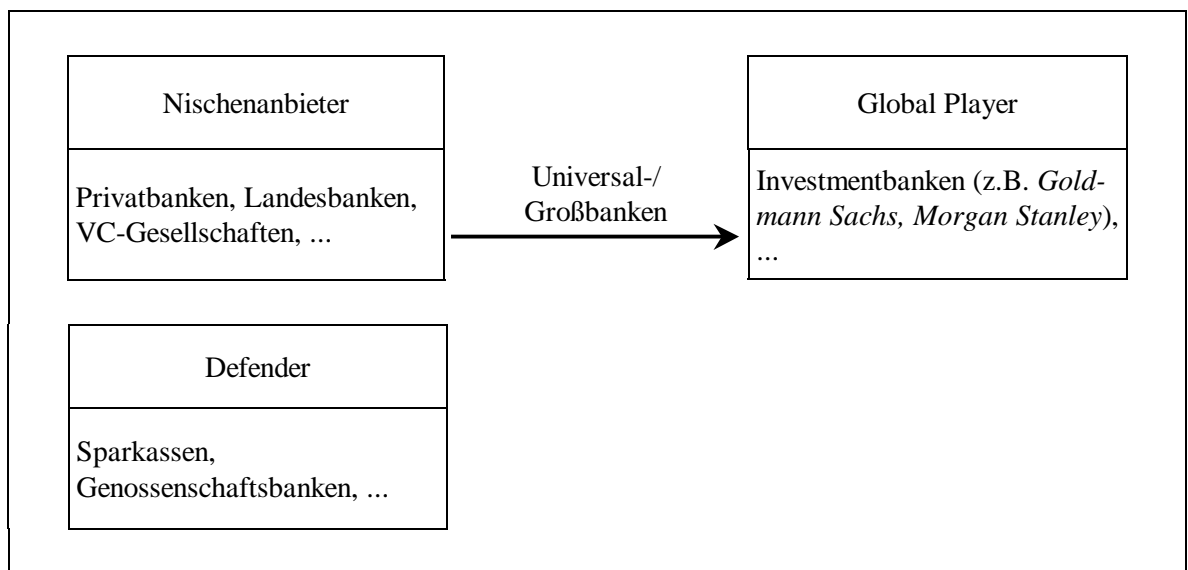 Nischenanbieter
Privatbanken, Landesbanken,
VC-Gesellschaften, ...
Universal-/
Großbanken
Global Player
Investmentbanken (z.B. Gold-
mann Sachs, Morgan Stanley),
...
Defender
Sparkassen,
Genossenschaftsbanken, ...